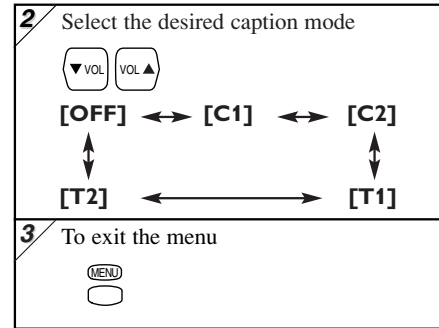 2 Select the desired caption mode
▼ VOL VOL ▲
[OFF] ↔ [C1] ↔ [C2]
[T2] ↔ [T1]
3 To exit the menu
MENU